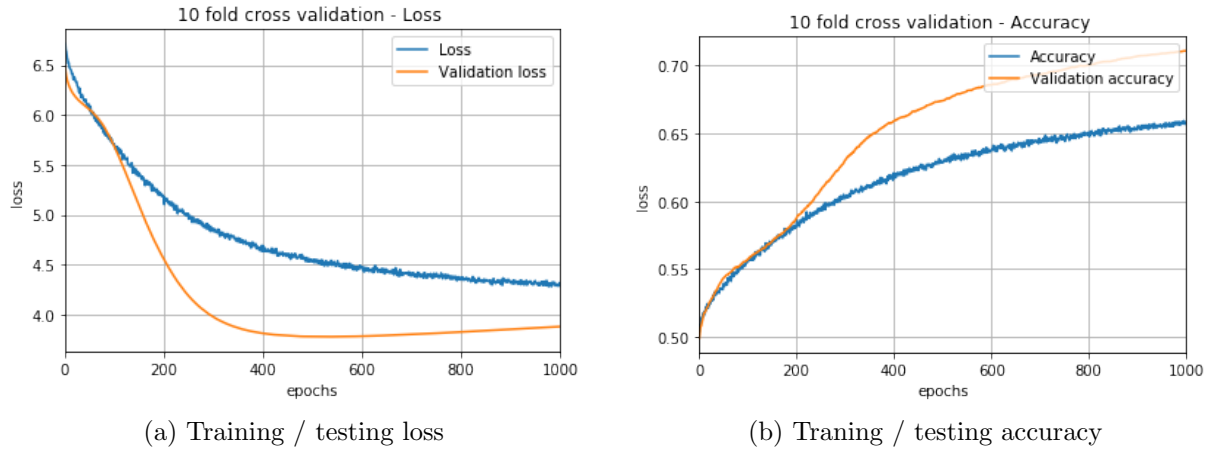 10 fold cross validation - Loss
Loss
Validation loss
6.5
6.0
5.5
5.0
4.5
4.0
loss
0 200 400 600 800 1000
epochs
(a) Training / testing loss
10 fold cross validation - Accuracy
Accuracy
Validation accuracy
0.70
0.65
0.60
0.55
0.50
loss
0 200 400 600 800 1000
epochs
(b) Traning / testing accuracy